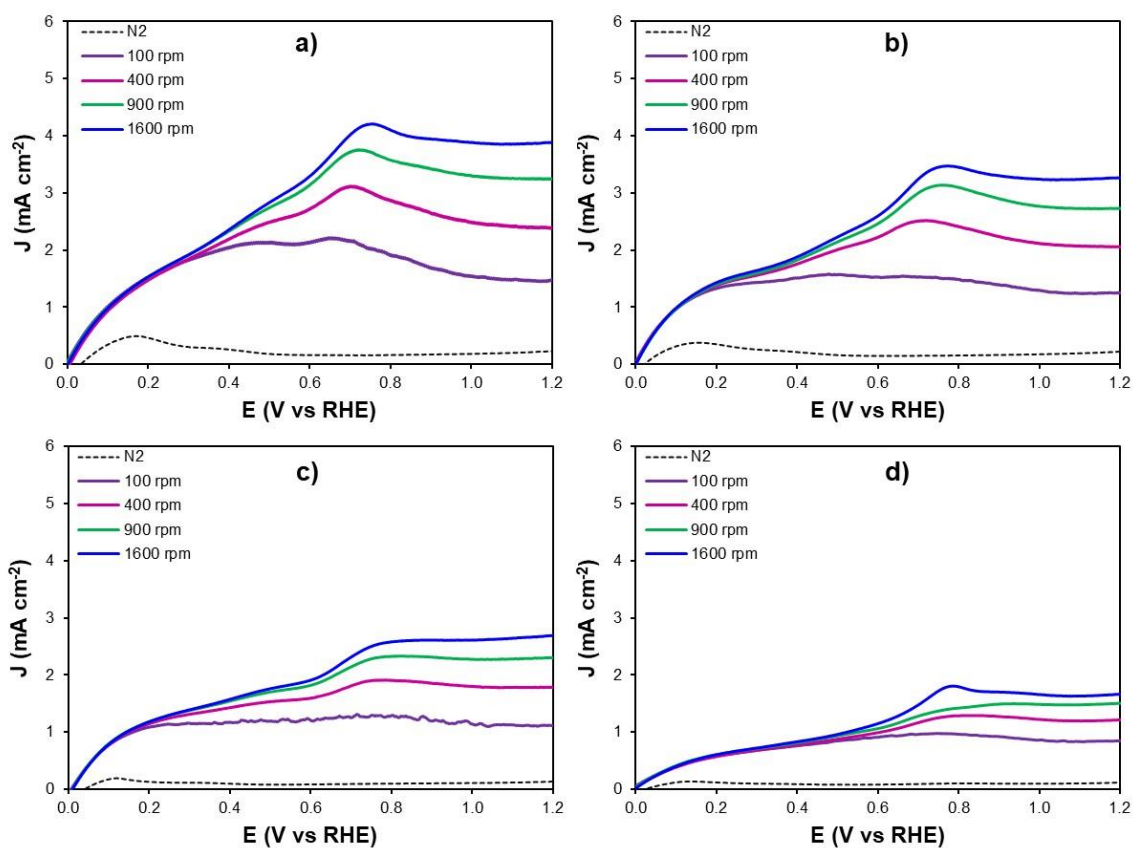 a)
N2
100 rpm
400 rpm
900 rpm
1600 rpm
6
5
4
3
2
1
0
0.0 0.2 0.4 0.6 0.8 1.0 1.2
J (mA cm-2)
E (V vs RHE)
b)
N2
100 rpm
400 rpm
900 rpm
1600 rpm
6
5
4
3
2
1
0
0.0 0.2 0.4 0.6 0.8 1.0 1.2
J (mA cm-2)
E (V vs RHE)
c)
N2
100 rpm
400 rpm
900 rpm
1600 rpm
6
5
4
3
2
1
0
0.0 0.2 0.4 0.6 0.8 1.0 1.2
J (mA cm-2)
E (V vs RHE)
d)
N2
100 rpm
400 rpm
900 rpm
1600 rpm
6
5
4
3
2
1
0
0.0 0.2 0.4 0.6 0.8 1.0 1.2
J (mA cm-2)
E (V vs RHE)